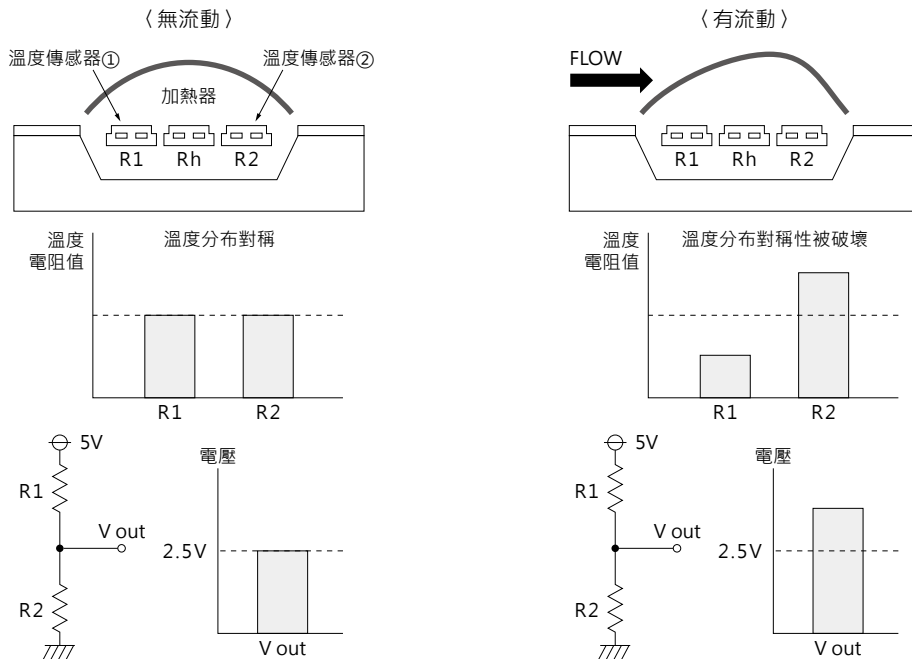 〈無流動〉
溫度傳感器①
溫度傳感器②
加熱器
R1 Rh R2
溫度
電阻值
溫度分布對稱
R1 R2
5V
R1
V out
R2
電壓
2.5V
V out
〈有流動〉
FLOW
R1 Rh R2
溫度
電阻值
溫度分布對稱性被破壞
R1 R2
5V
R1
V out
R2
電壓
2.5V
V out